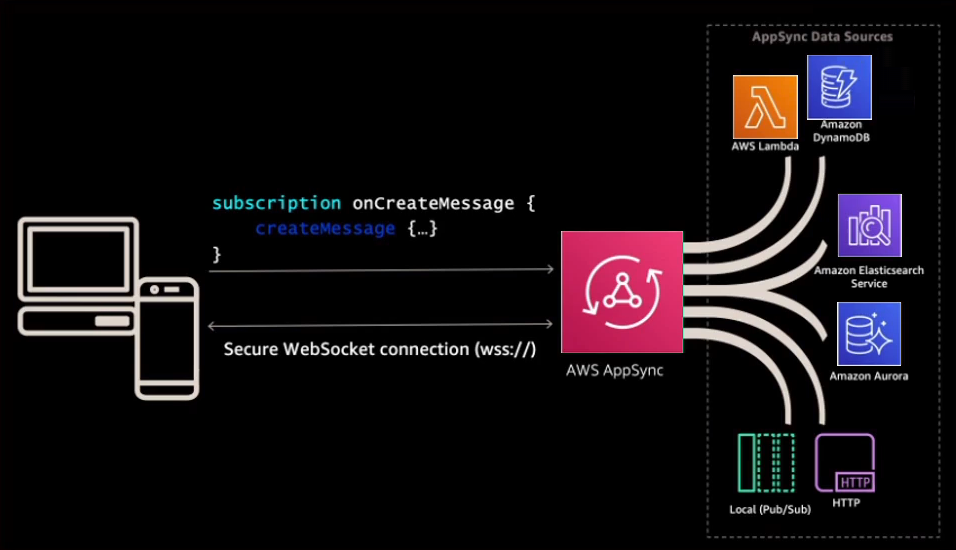 AppSync Data Sources
AWS Lambda
Amazon
DynamoDB
subscription onCreateMessage {
createMessage {…}
}
Secure WebSocket connection (wss://)
AWS AppSync
Amazon Elasticsearch
Service
Amazon Aurora
HTTP
Local (Pub/Sub)
HTTP